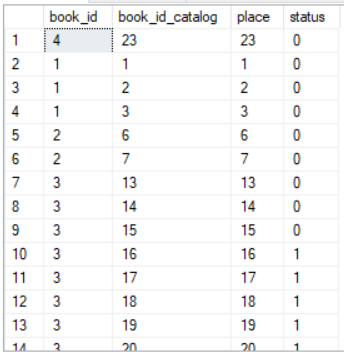 book_id book_id_catalog place status
1 4 23 23 0
2 1 1 1 0
3 1 2 2 0
4 1 3 3 0
5 2 6 6 0
6 2 7 7 0
7 3 13 13 0
8 3 14 14 0
9 3 15 15 0
10 3 16 16 1
11 3 17 17 1
12 3 18 18 1
13 3 19 19 1
14 3 20 20 1